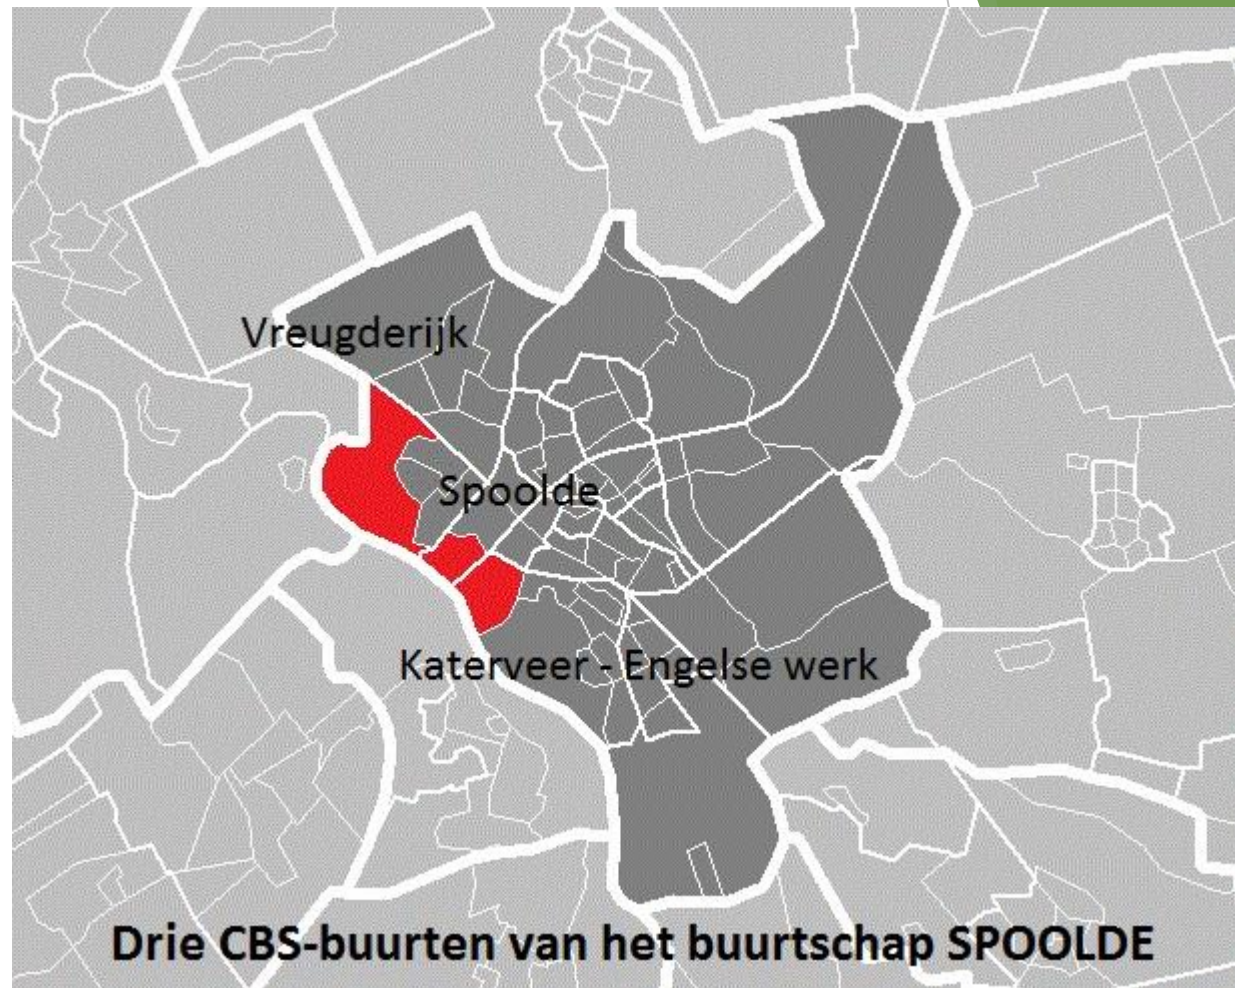 Vreugderijk
Spoolde
Katerveer - Engelse werk
Drie CBS-buurten van het buurtschap SPOOLDE